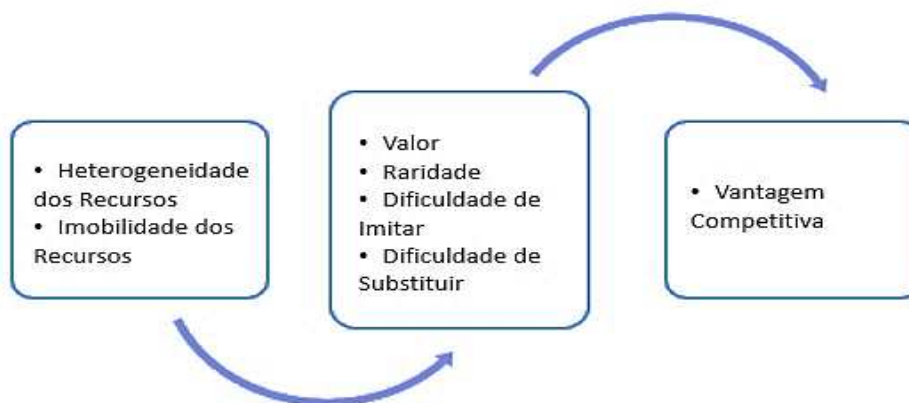 • Heterogeneidade
dos Recursos
• Imobilidade dos
Recursos
• Valor
• Raridade
• Dificuldade de
Imitar
• Dificuldade de
Substituir
• Vantagem
Competitiva